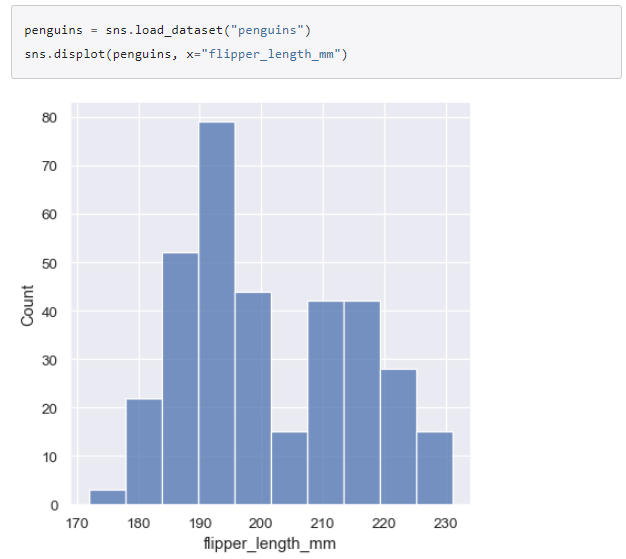 penguins = sns.load_dataset("penguins")
sns.displot(penguins, x="flipper_length_mm")
80
70
60
50
40
30
20
10
0
Count
170 180 190 200 210 220 230
flipper_length_mm